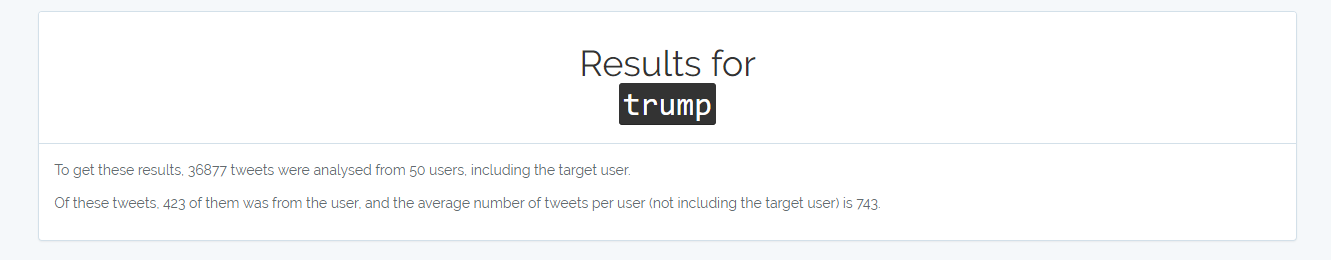 Results for
trump
To get these results, 36877 tweets were analysed from 50 users, including the target user.
Of these tweets, 423 of them was from the user, and the average number of tweets per user (not including the target user) is 743.